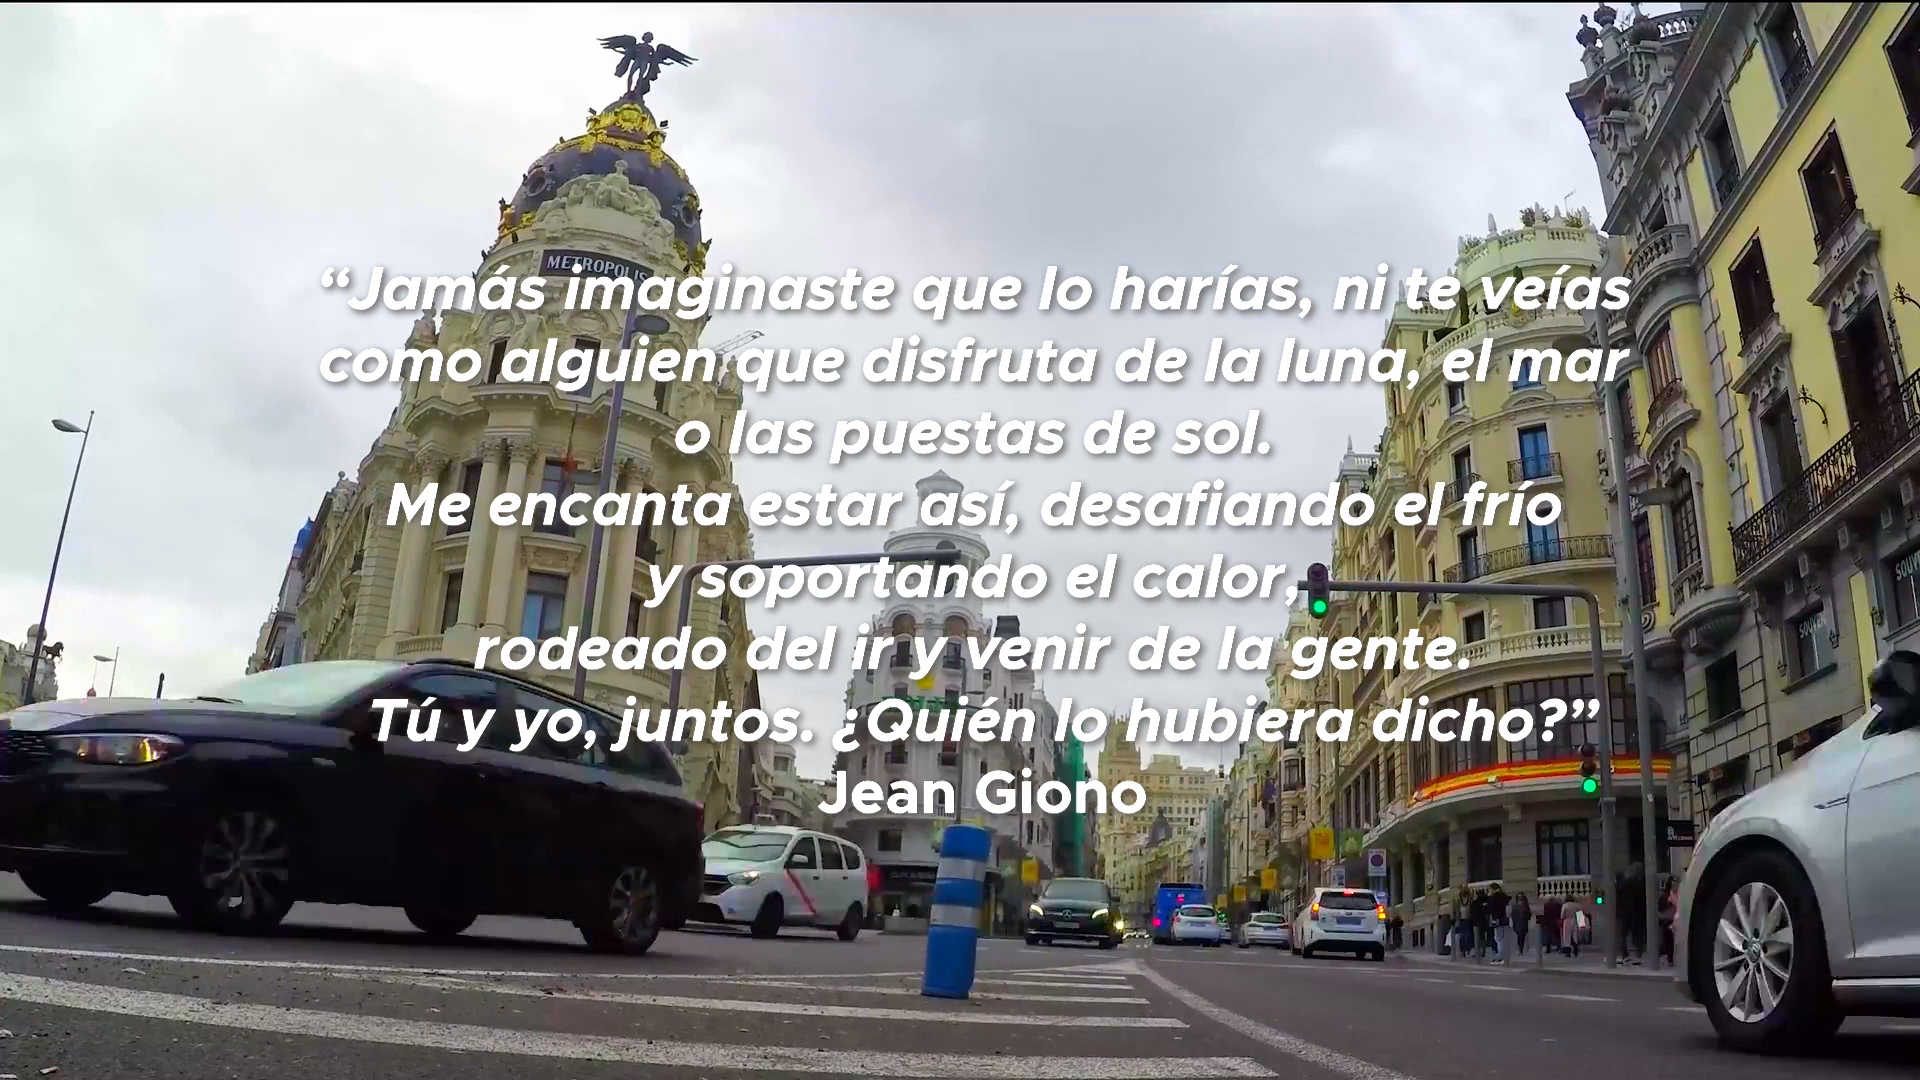 METROPOLIS
“Jamás imaginaste que lo harías, ni te veías
como alguien que disfruta de la luna, el mar
o las puestas de sol.
Me encanta estar así, desafiando el frío
y soportando el calor,
rodeado del ir y venir de la gente.
Tú y yo, juntos. ¿Quién lo hubiera dicho?”
Jean Giono